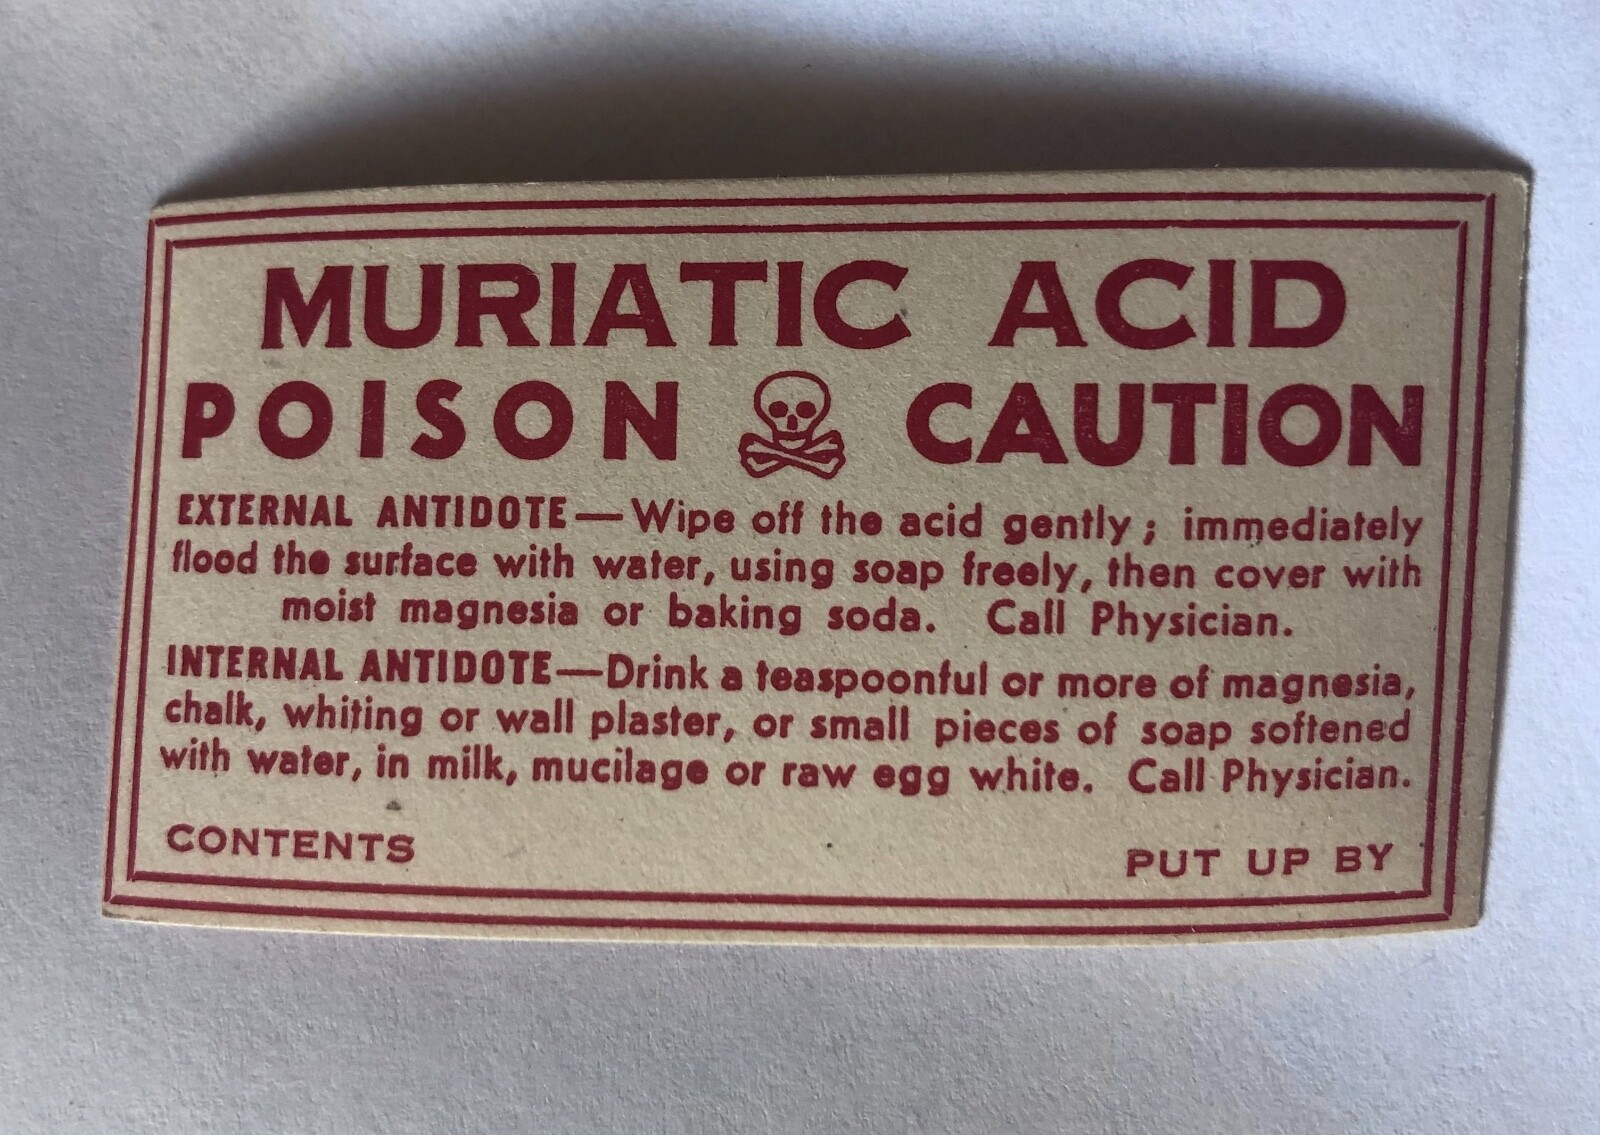 MURIATIC ACID
POISON CAUTION
EXTERNAL ANTIDOTE—Wipe off the acid gently; immediately
flood the surface with water, using soap freely, then cover with
moist magnesia or baking soda. Call Physician.
INTERNAL ANTIDOTE—Drink a teaspoonful or more of magnesia,
chalk, whiting or wall plaster, or small pieces of soap softened
with water, in milk, mucilage or raw egg white. Call Physician.
CONTENTS PUT UP BY